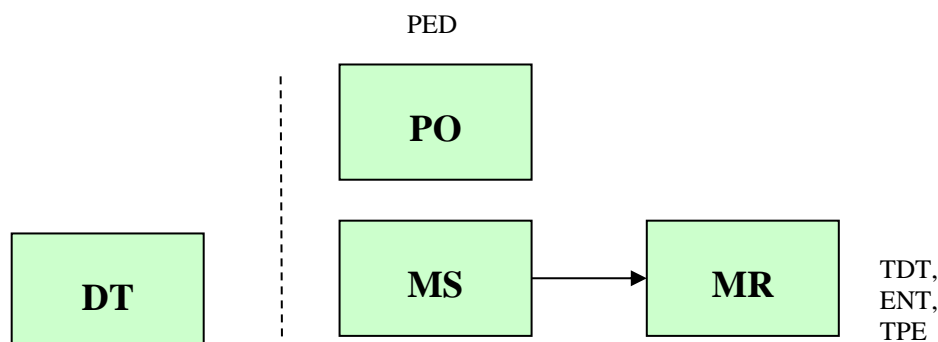 PED
PO
DT
MS
MR
TDT,
ENT,
TPE